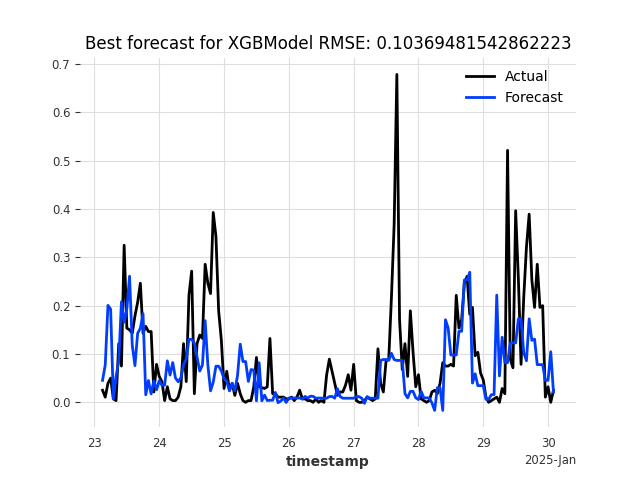 Best forecast for XGBModel RMSE: 0.10369481542862223
0.7
0.6
0.5
0.4
0.3
0.2
0.1
0.0
Actual
Forecast
23 24 25 26 27 28 29 30
timestamp
2025-Jan